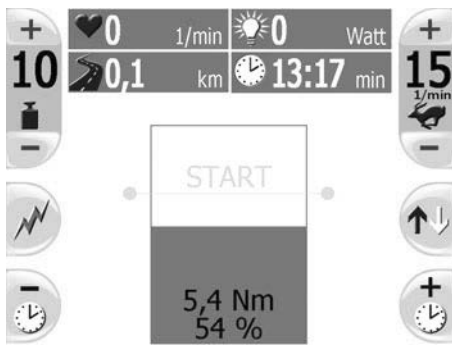 +
10
−
0 1/min
0 Watt
0,1 km
13:17 min
+
15
1/min
−
START
−
+
5,4 Nm
54 %